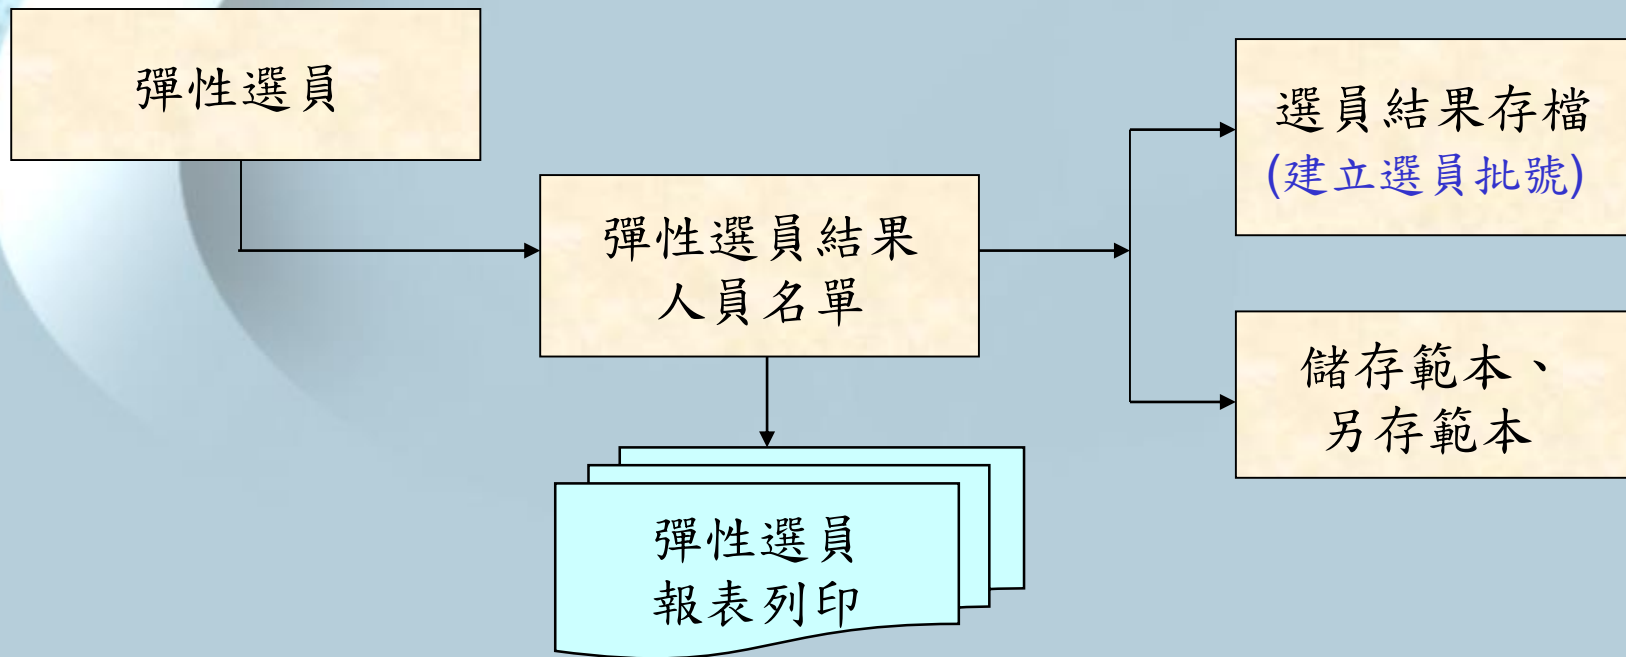 彈性選員
彈性選員結果
人員名單
選員結果存檔
(建立選員批號)
儲存範本、
另存範本
彈性選員
報表列印